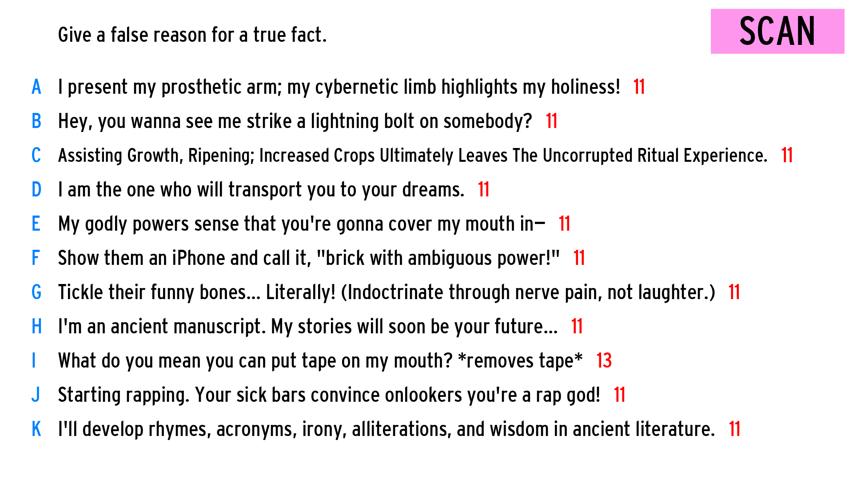 Give a false reason for a true fact.
SCAN
A I present my prosthetic arm; my cybernetic limb highlights my holiness! 11
B Hey, you wanna see me strike a lightning bolt on somebody? 11
C Assisting Growth, Ripening; Increased Crops Ultimately Leaves The Uncorrupted Ritual Experience. 11
D I am the one who will transport you to your dreams. 11
E My godly powers sense that you're gonna cover my mouth in— 11
F Show them an iPhone and call it, "brick with ambiguous power!" 11
G Tickle their funny bones... Literally! (Indoctrinate through nerve pain, not laughter.) 11
H I'm an ancient manuscript. My stories will soon be your future... 11
I What do you mean you can put tape on my mouth? *removes tape* 13
J Starting rapping. Your sick bars convince onlookers you're a rap god! 11
K I'll develop rhymes, acronyms, irony, alliterations, and wisdom in ancient literature. 11